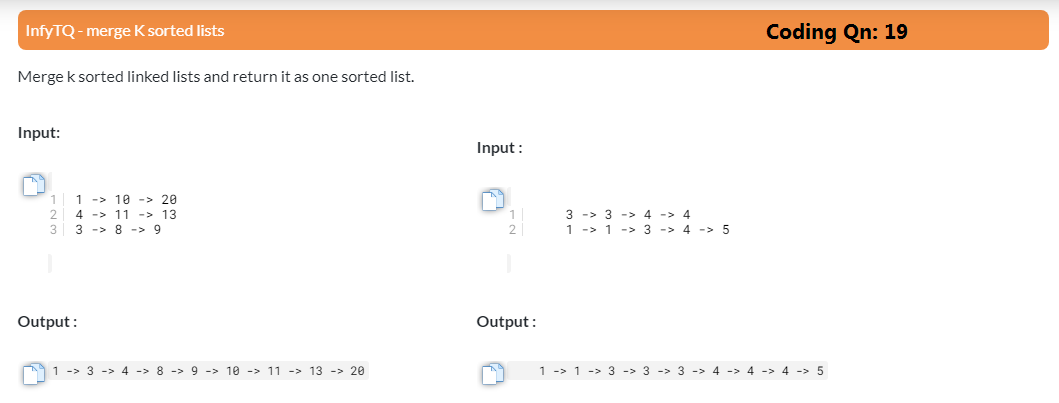 InfyTQ - merge K sorted lists
Coding Qn: 19
Merge k sorted linked lists and return it as one sorted list.
Input:
1 1 -> 10 -> 20
2 4 -> 11 -> 13
3 3 -> 8 -> 9
Output :
1 -> 3 -> 4 -> 8 -> 9 -> 10 -> 11 -> 13 -> 20
Input :
1 3 -> 3 -> 4 -> 4
2 1 -> 1 -> 3 -> 4 -> 5
Output :
1 -> 1 -> 3 -> 3 -> 3 -> 4 -> 4 -> 4 -> 5